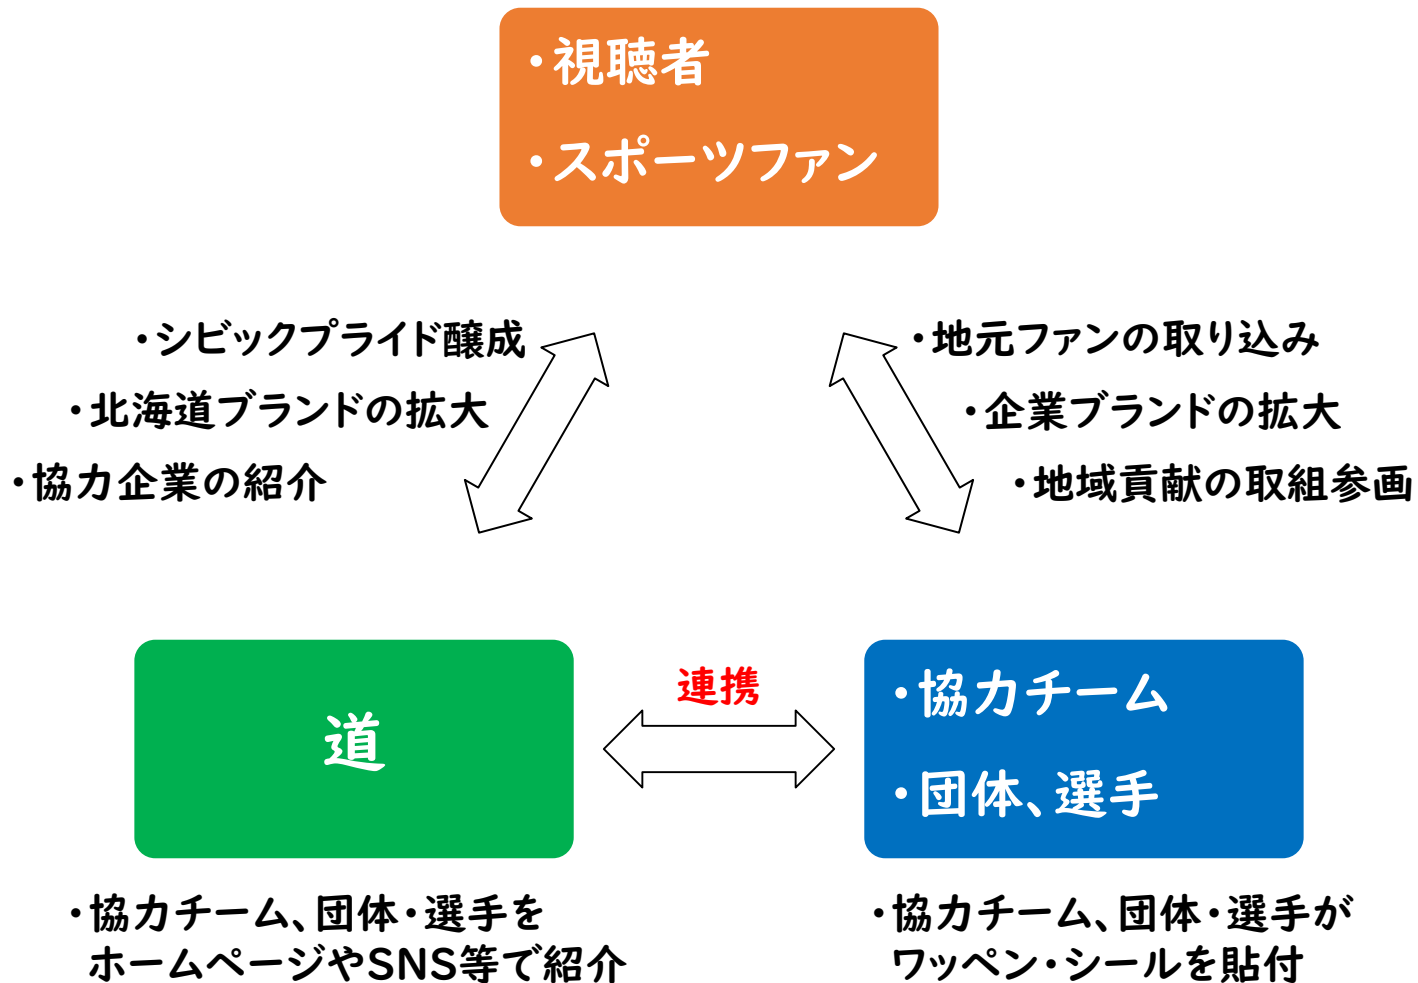 ・視聴者
・スポーツファン
・シビックプライド醸成
・北海道ブランドの拡大
・協力企業の紹介
・地元ファンの取り込み
・企業ブランドの拡大
・地域貢献の取組参画
道
連携
・協力チーム
・団体、選手
・協力チーム、団体・選手を
ホームページやSNS等で紹介
・協力チーム、団体・選手が
ワッペン・シールを貼付